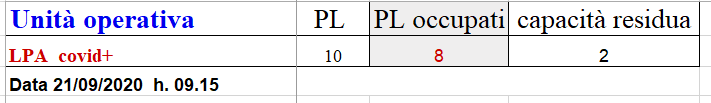 Unità operativa PL PL occupati capacità residua
LPA covid+ 10 8 2
Data 21/09/2020 h. 09.15